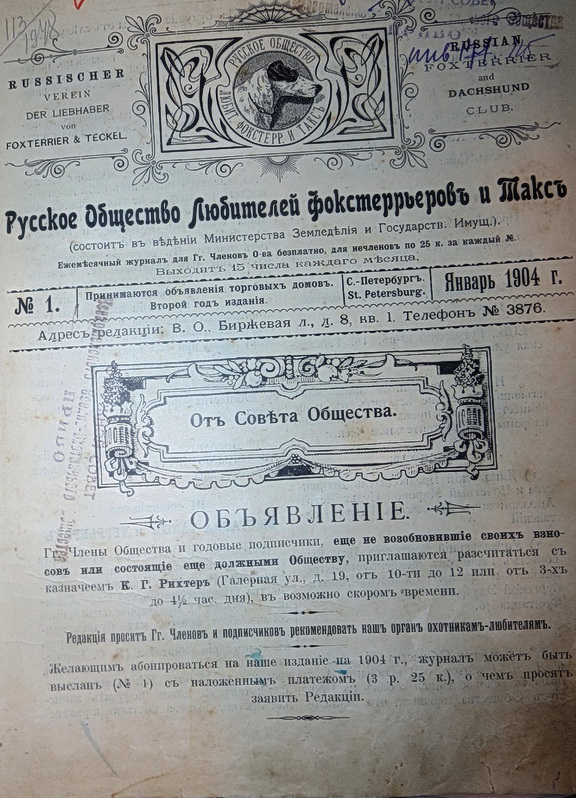 113
1948
РУССКОЕ ОБЩЕСТВО
ЛЮБИТ. ФОКСТЕРР. И ТАКСЪ
RUSSISCHER
VEREIN
DER LIEBHABER
von
FOXTERRIER & TECKEL.
RUSSIAN
FOXTERRIER
and
DACHSHUND
CLUB.
Русское Общество Любителей Фокстеррьеровъ и Таксъ
(состоитъ въ вѣдѣніи Министерства Земледѣлія и Государств. Имущ.).
Ежемѣсячный журналъ для Гг. Членовъ О-ва безплатно, для нечленовъ по 25 к. за каждый №.
Выходитъ 15 числа каждаго мѣсяца.
№ 1.
Принимаются объявленія торговыхъ домовъ.
Второй годъ изданія.
С.-Петербургъ.
St. Petersburg.
Январь 1904 г.
Адресъ редакціи: В. О., Биржевая л., д. 8, кв. 1. Телефонъ № 3876.
Отъ Совѣта Общества.
ОБЪЯВЛЕНІЕ.
Гг. Члены Общества и годовые подписчики, еще не возобновившіе своихъ взно-
совъ или состоящіе еще должными Обществу, приглашаются разсчитаться съ
казначеемъ К. Г. Рихтеръ (Галерная ул., д. 19, отъ 10-ти до 12 или отъ 3-хъ
до 4½ час. дня), въ возможно скоромъ времени.
Редакція проситъ Гг. Членовъ и подписчиковъ рекомендовать нашъ органъ охотникамъ-любителямъ.
Желающимъ абонироваться на наше изданіе на 1904 г., журналъ можетъ быть
высланъ (№ 1) съ наложеннымъ платежомъ (3 р. 25 к.), о чемъ просятъ
заявить Редакціи.